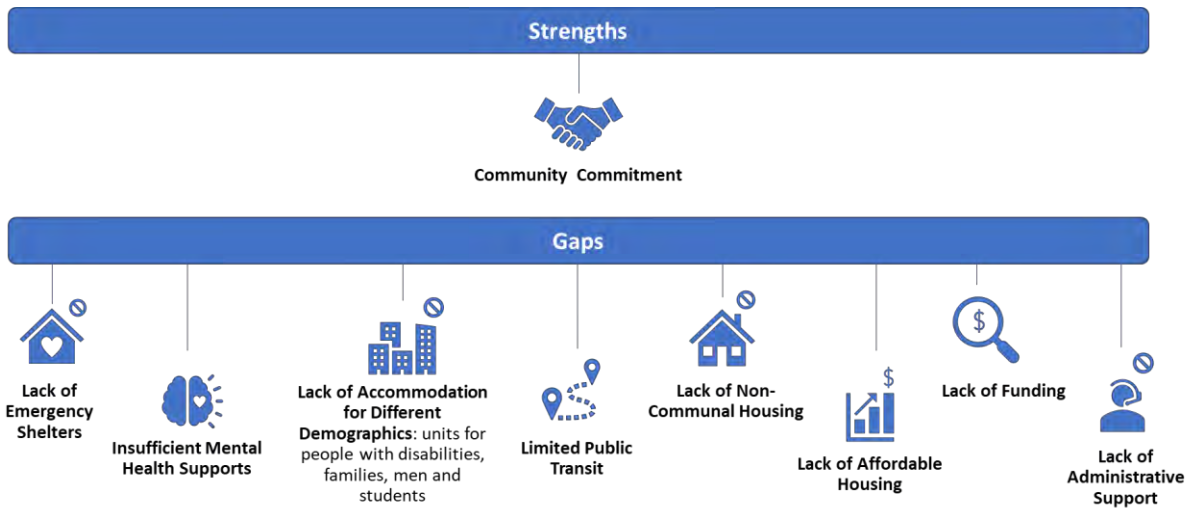 Strengths
Community Commitment
Gaps
Lack of
Emergency
Shelters
Insufficient Mental
Health Supports
Lack of Accommodation
for Different
Demographics: units for
people with disabilities,
families, men and
students
Limited Public
Transit
Lack of Non-
Communal Housing
$
Lack of Affordable
Housing
$
Lack of Funding
Lack of
Administrative
Support